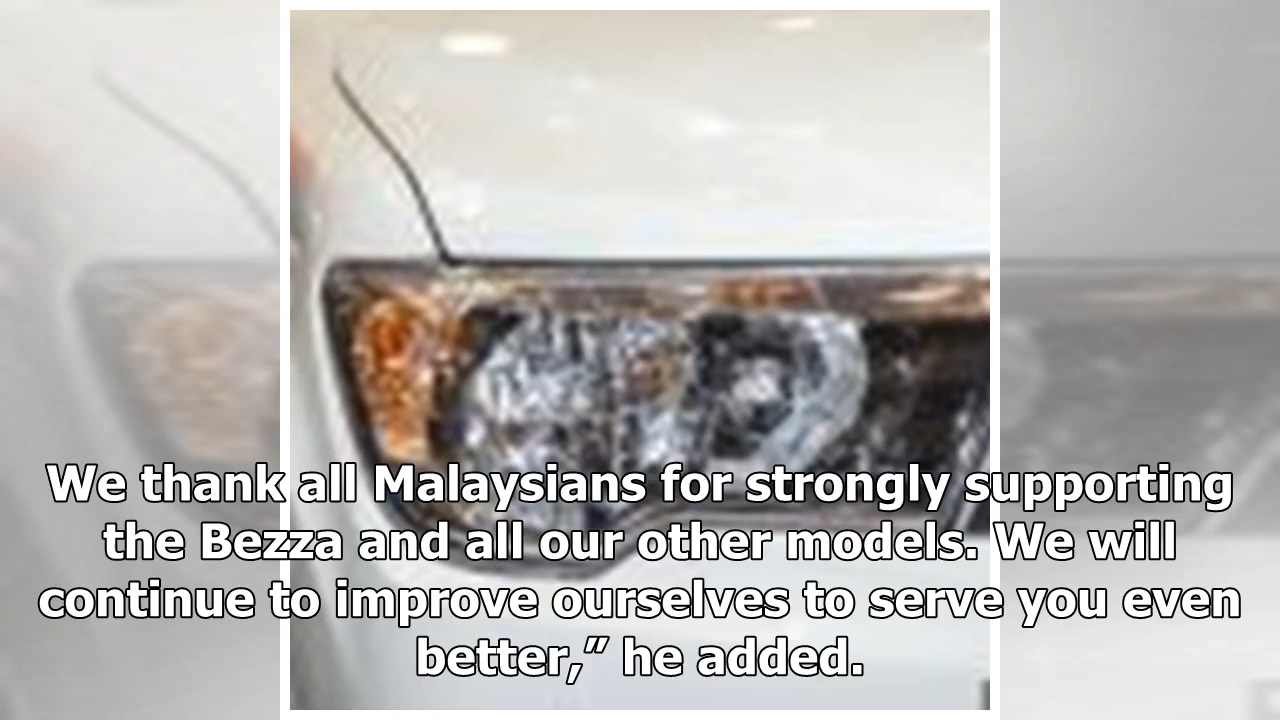 We thank all Malaysians for strongly supporting
the Bezza and all our other models. We will
continue to improve ourselves to serve you even
better,” he added.